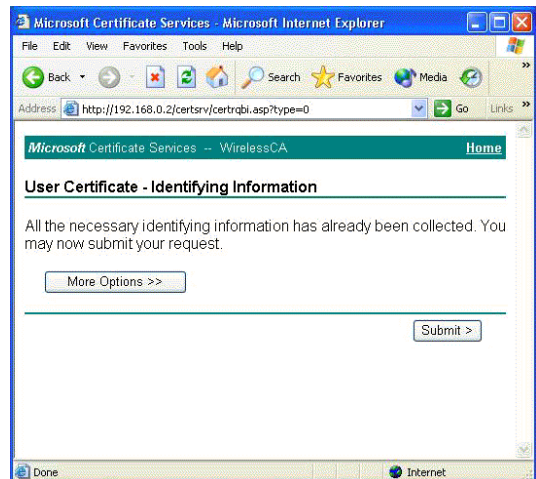 Microsoft Certificate Services - Microsoft Internet Explorer
File Edit View Favorites Tools Help
Back Search Favorites Media
Address http://192.168.0.2/certsrv/certrqbi.asp?type=0 Go Links »
Microsoft Certificate Services -- WirelessCA Home
User Certificate - Identifying Information
All the necessary identifying information has already been collected. You
may now submit your request.
More Options >>
Submit >
Done Internet